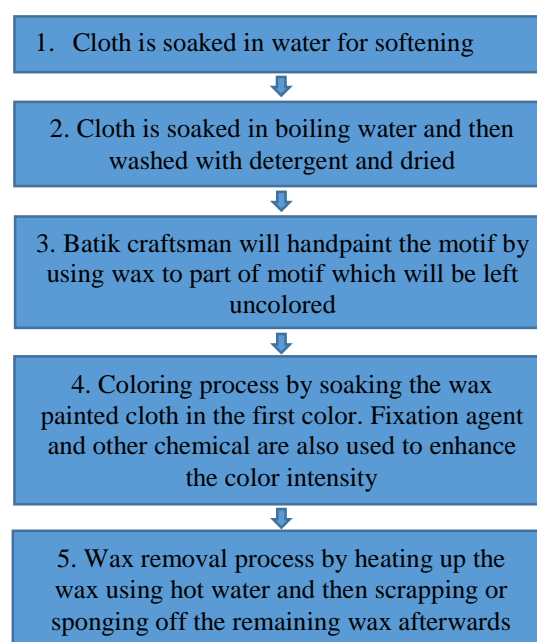 1. Cloth is soaked in water for softening
2. Cloth is soaked in boiling water and then
washed with detergent and dried
3. Batik craftsman will handpaint the motif by
using wax to part of motif which will be left
uncolored
4. Coloring process by soaking the wax
painted cloth in the first color. Fixation agent
and other chemical are also used to enhance
the color intensity
5. Wax removal process by heating up the
wax using hot water and then scrapping or
sponging off the remaining wax afterwards